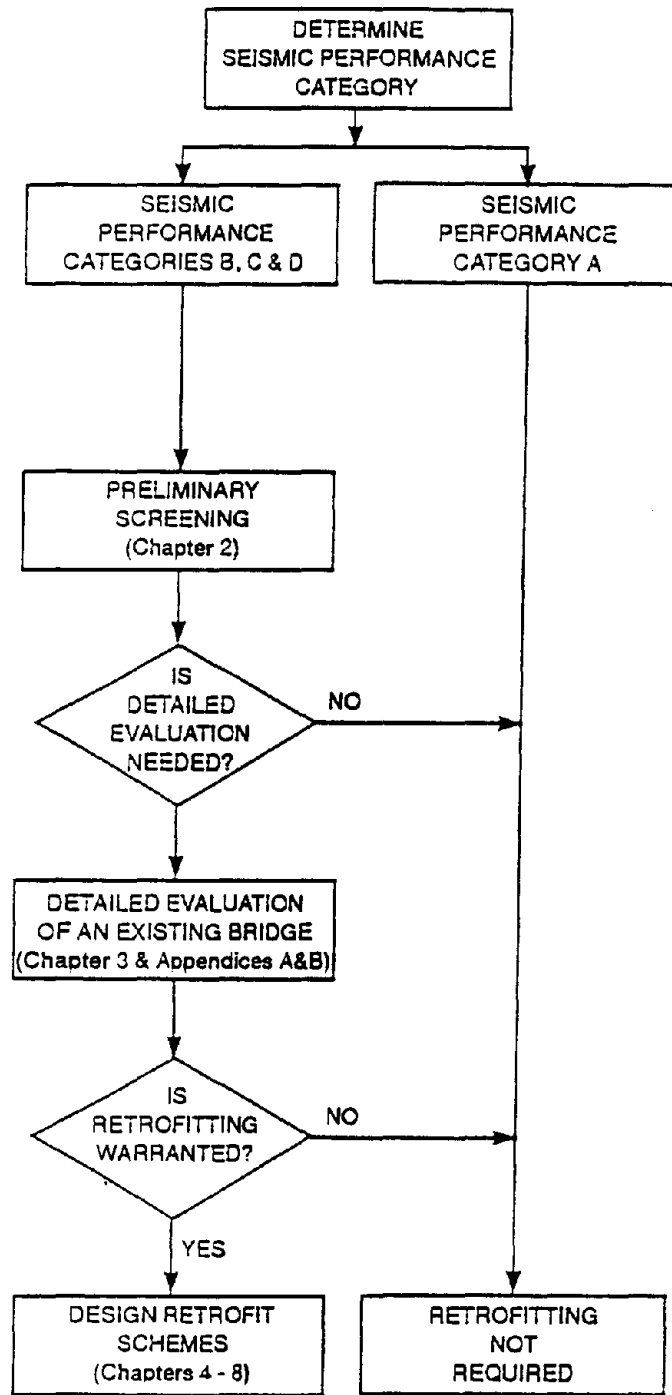 DETERMINE
SEISMIC PERFORMANCE
CATEGORY
SEISMIC
PERFORMANCE
CATEGORIES B, C & D
SEISMIC
PERFORMANCE
CATEGORY A
PRELIMINARY
SCREENING
(Chapter 2)
IS
DETAILED
EVALUATION
NEEDED?
NO
DETAILED EVALUATION
OF AN EXISTING BRIDGE
(Chapter 3 & Appendices A&B)
IS
RETROFITTING
WARRANTED?
NO
YES
DESIGN RETROFIT
SCHEMES
(Chapters 4 - 8)
RETROFITTING
NOT
REQUIRED